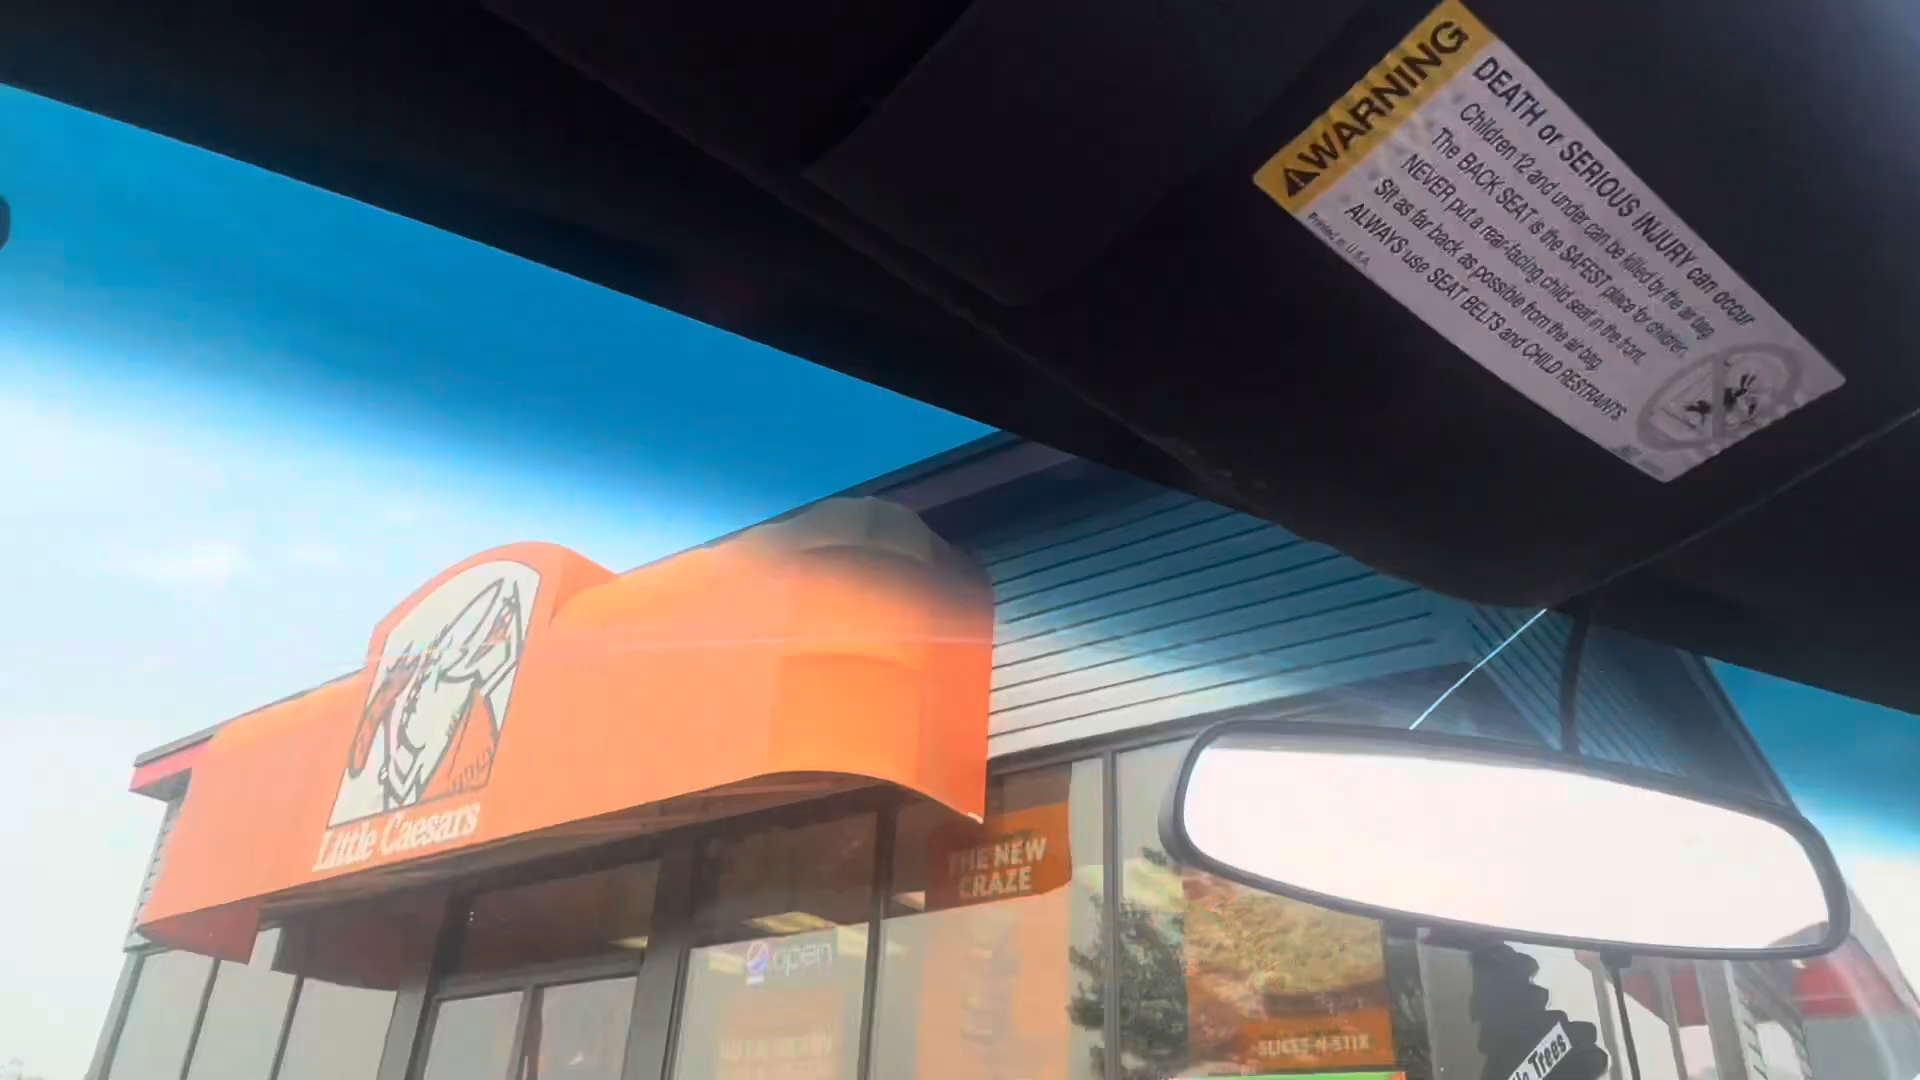 WARNING
DEATH or SERIOUS INJURY can occur
Children 12 and under can be killed by the air bag
The BACK SEAT is the SAFEST place for children
NEVER put a rear-facing child seat in the front
Sit as far back as possible from the air bag
ALWAYS use SEAT BELTS and CHILD RESTRAINTS
Printed in U.S.A.
Little Caesars
THE NEW
CRAZE
open
HOT-N-READY
SLICES-N-STIX
Trees